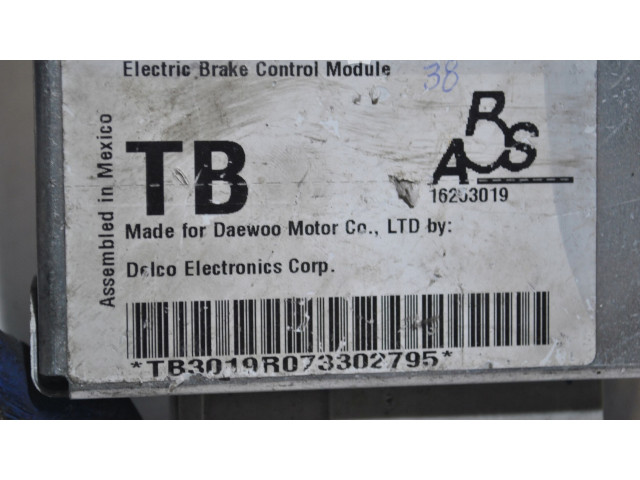 Electric Brake Control Module
38
Assembled in Mexico
TB
ABS
16203019
Made for Daewoo Motor Co., LTD by:
Delco Electronics Corp.
*TB3019R073302795*